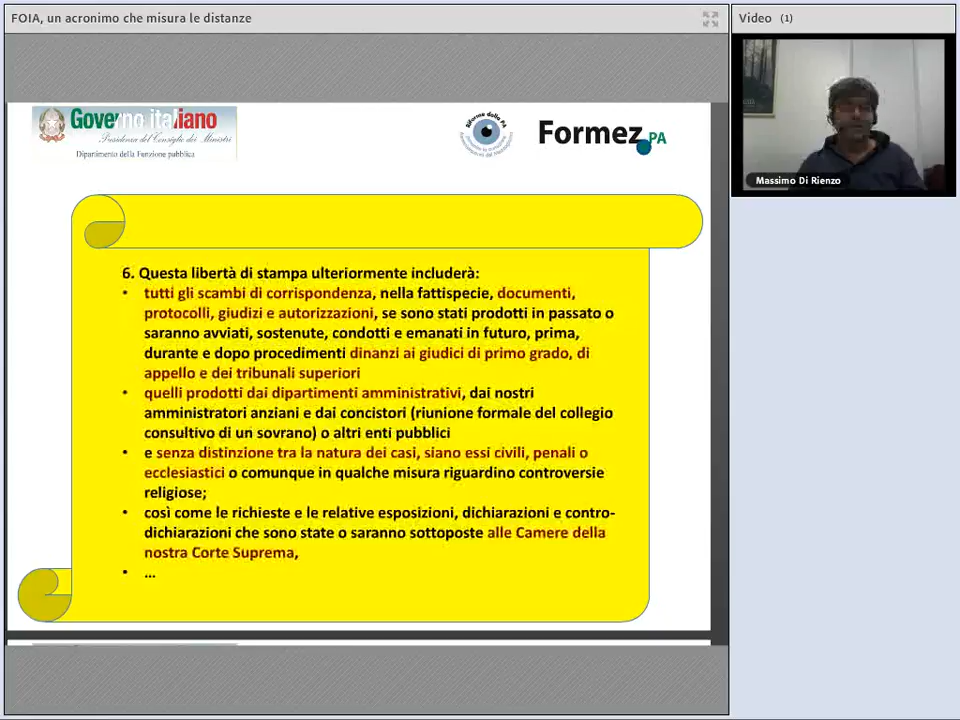 FOIA, un acronimo che misura le distanze
Video (1)
Massimo Di Rienzo
Governo italiano
Presidenza del Consiglio dei Ministri
Dipartimento della Funzione pubblica
Riforme della PA
Formez PA
6. Questa libertà di stampa ulteriormente includerà:
• tutti gli scambi di corrispondenza, nella fattispecie, documenti,
protocolli, giudizi e autorizzazioni, se sono stati prodotti in passato o
saranno avviati, sostenute, condotti e emanati in futuro, prima,
durante e dopo procedimenti dinanzi ai giudici di primo grado, di
appello e dei tribunali superiori
• quelli prodotti dai dipartimenti amministrativi, dai nostri
amministratori anziani e dai concistori (riunione formale del collegio
consultivo di un sovrano) o altri enti pubblici
• e senza distinzione tra la natura dei casi, siano essi civili, penali o
ecclesiastici o comunque in qualche misura riguardino controversie
religiose;
• così come le richieste e le relative esposizioni, dichiarazioni e contro-
dichiarazioni che sono state o saranno sottoposte alle Camere della
nostra Corte Suprema,
• ...